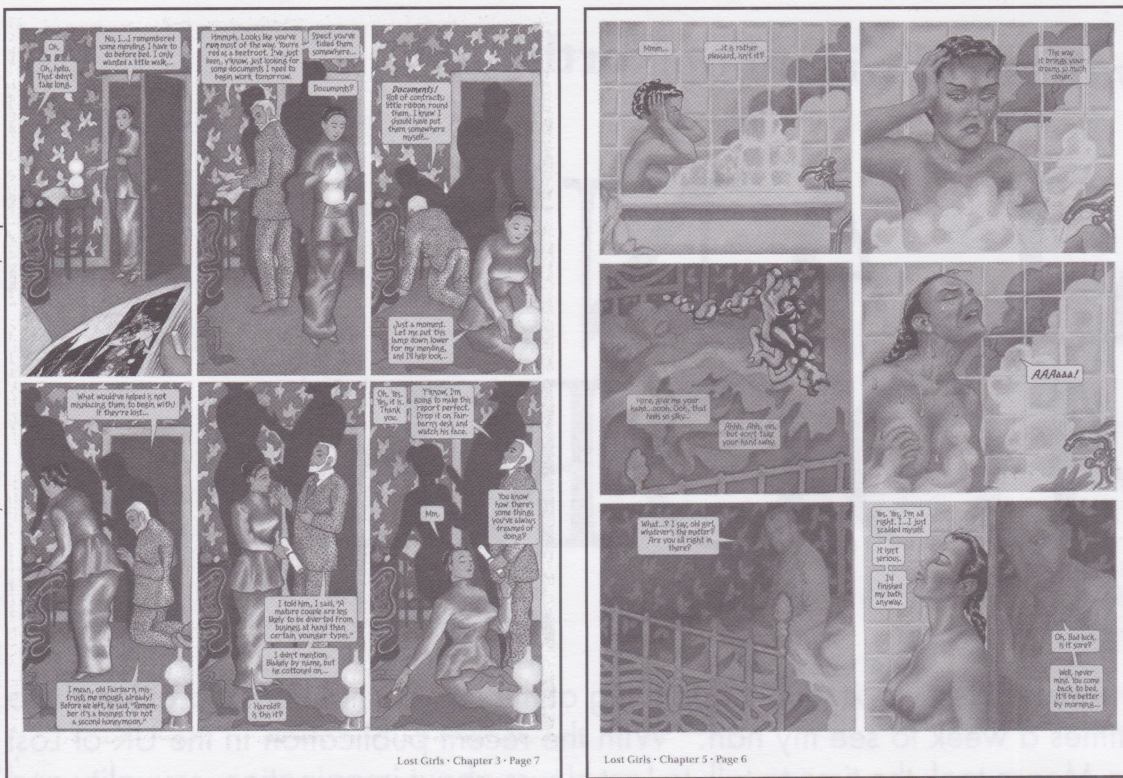 Oh.
Oh, hello.
That didn't
take long.
No, I...I remembered
some mending I have to
do before bed. I only
wanted a little walk...
Hmmph. Looks like you've
run most of the way. You're
red as a beetroot. I've just
been, y'know, just looking for
some documents I need to
begin work, tomorrow.
Spect you've
tidied them
somewhere...
Documents?
Documents!
Roll of contracts;
little ribbon round
them. I know I
should have put
them somewhere
myself...
Just a moment.
Let me put this
lamp down lower
for my mending,
and I'll help look...
What would've helped is not
misplacing them to begin with!
If they're lost...
I mean, old Fairbarn mis-
trusts me enough already!
Before we left, he said, "Remem-
ber it's a business trip not
a second honeymoon."
Harold?
Is this it?
I told him, I said, "A
mature couple are less
likely to be diverted from
business at hand than
certain younger types."
I didn't mention
Blakely by name, but
he cottoned on...
Oh. Yes.
Yes, it is.
Thank
you.
Y'know, I'm
going to make this
report perfect.
Drop it on Fair-
barn's desk and
watch his face.
Mm.
You know
how there's
some things
you've always
dreamed of
doing?
Lost Girls • Chapter 3 • Page 7
Mmm...
...it is rather
pleasant, isn't it?
The way
it brings your
dreams so much
closer.
Here, give me your
hand...oooh. Ooh, that
feels so silky...
Ahhh. Ahh, yes,
but don't take
your hand away.
AAAaaa!
What...? I say, old girl,
whatever's the matter?
Are you all right in
there?
Yes. Yes, I'm all
right. I...I just
scalded myself.
It isn't
serious.
I'd
finished
my bath
anyway.
Oh. Bad luck.
Is it sore?
Well, never
mind. You come
back to bed.
It'll be better
by morning...
Lost Girls • Chapter 5 • Page 6